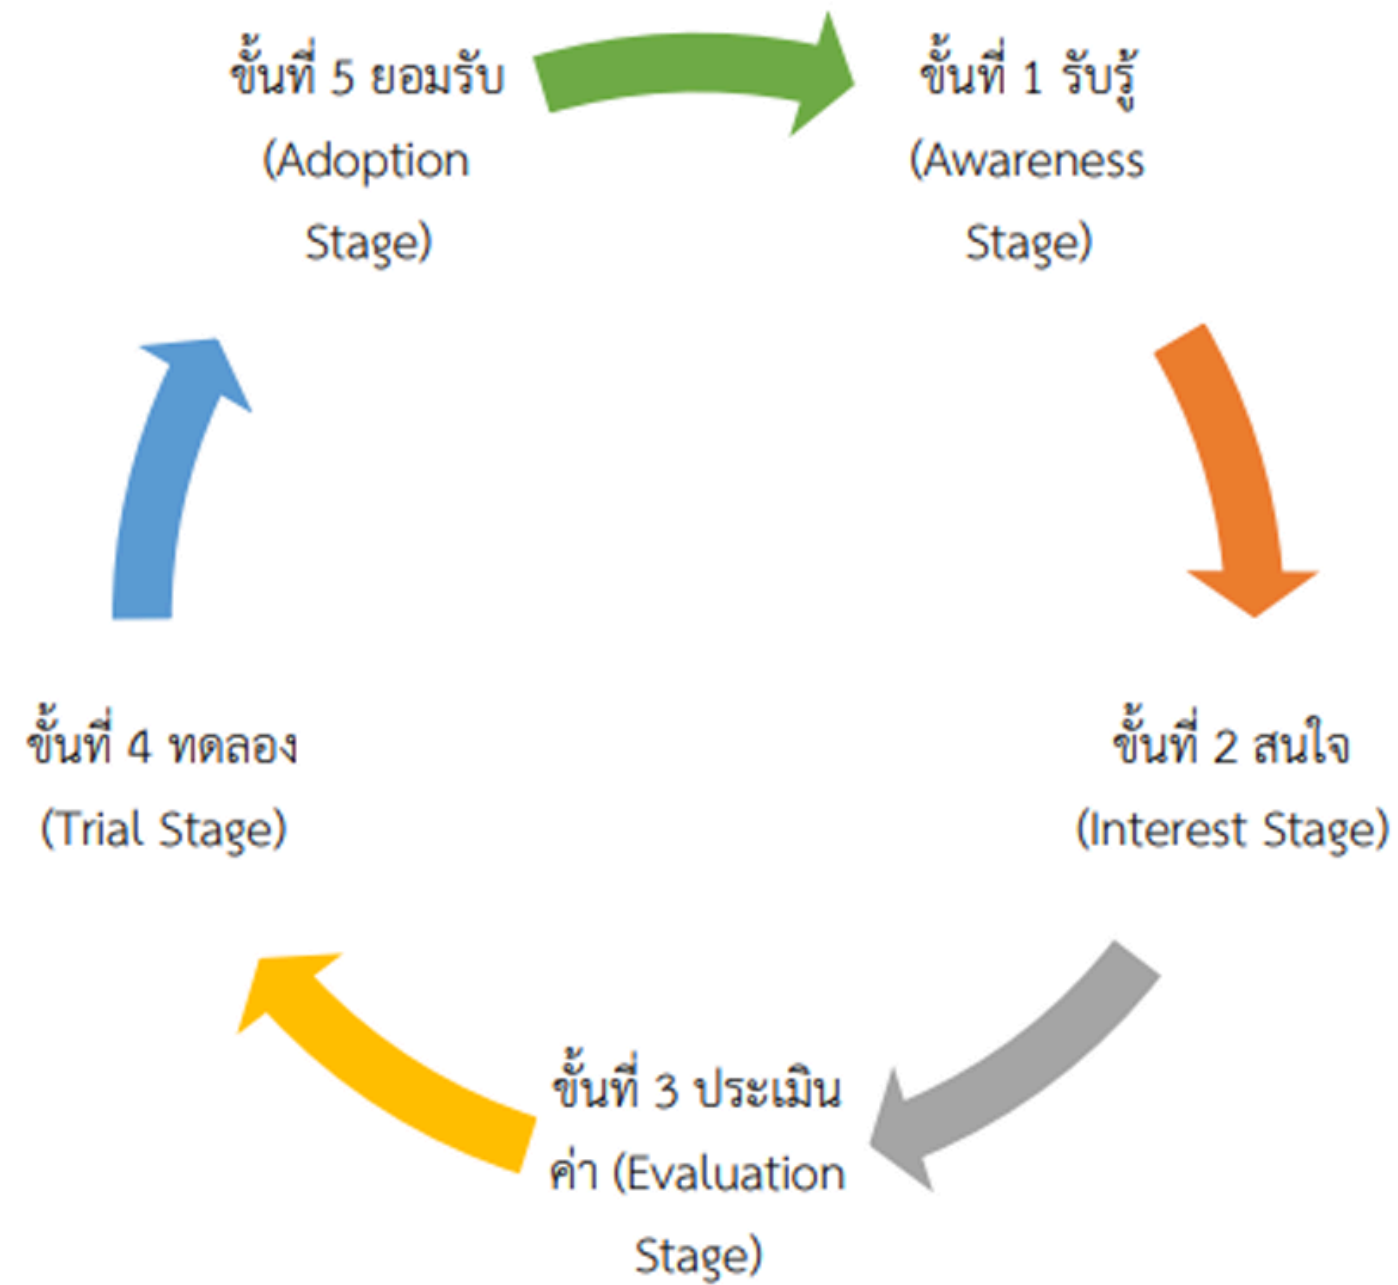 ขั้นที่ 5 ยอมรับ
(Adoption
Stage)
ขั้นที่ 1 รับรู้
(Awareness
Stage)
ขั้นที่ 2 สนใจ
(Interest Stage)
ขั้นที่ 3 ประเมิน
ค่า (Evaluation
Stage)
ขั้นที่ 4 ทดลอง
(Trial Stage)